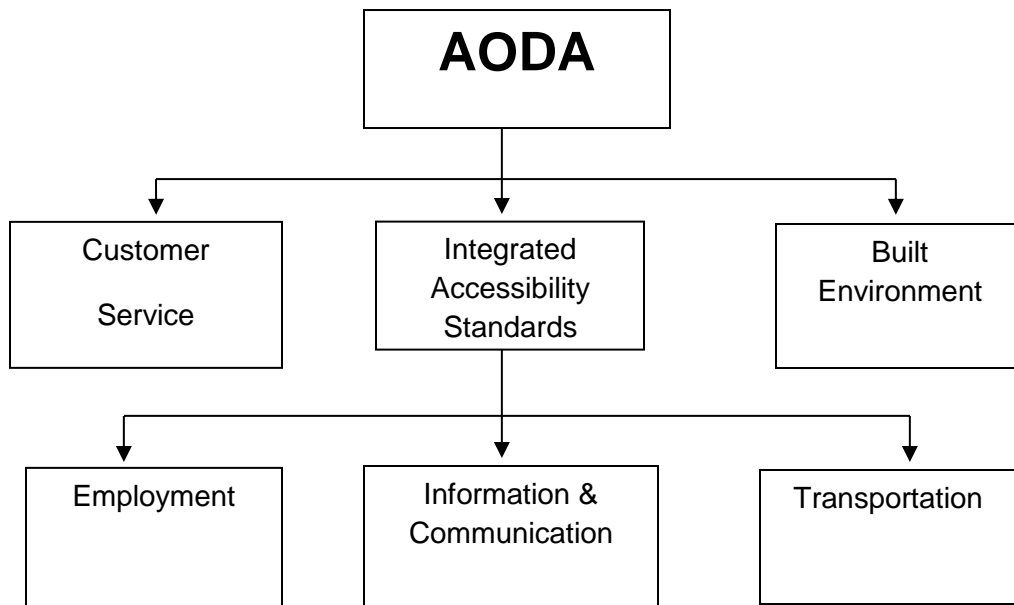 AODA
Customer
Service
Integrated
Accessibility
Standards
Built
Environment
Employment
Information &
Communication
Transportation